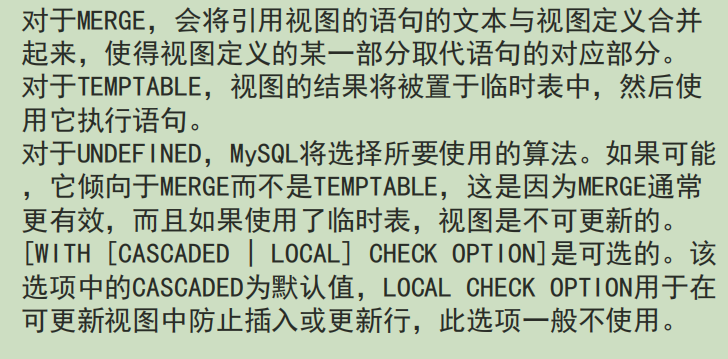 对于MERGE，会将引用视图的语句的文本与视图定义合并
起来，使得视图定义的某一部分取代语句的对应部分。
对于TEMPTABLE，视图的结果将被置于临时表中，然后使
用它执行语句。
对于UNDEFINED，MySQL将选择所要使用的算法。如果可能
，它倾向于MERGE而不是TEMPTABLE，这是因为MERGE通常
更有效，而且如果使用了临时表，视图是不可更新的。
[WITH [CASCADED | LOCAL] CHECK OPTION]是可选的。该
选项中的CASCADED为默认值，LOCAL CHECK OPTION用于在
可更新视图中防止插入或更新行，此选项一般不使用。